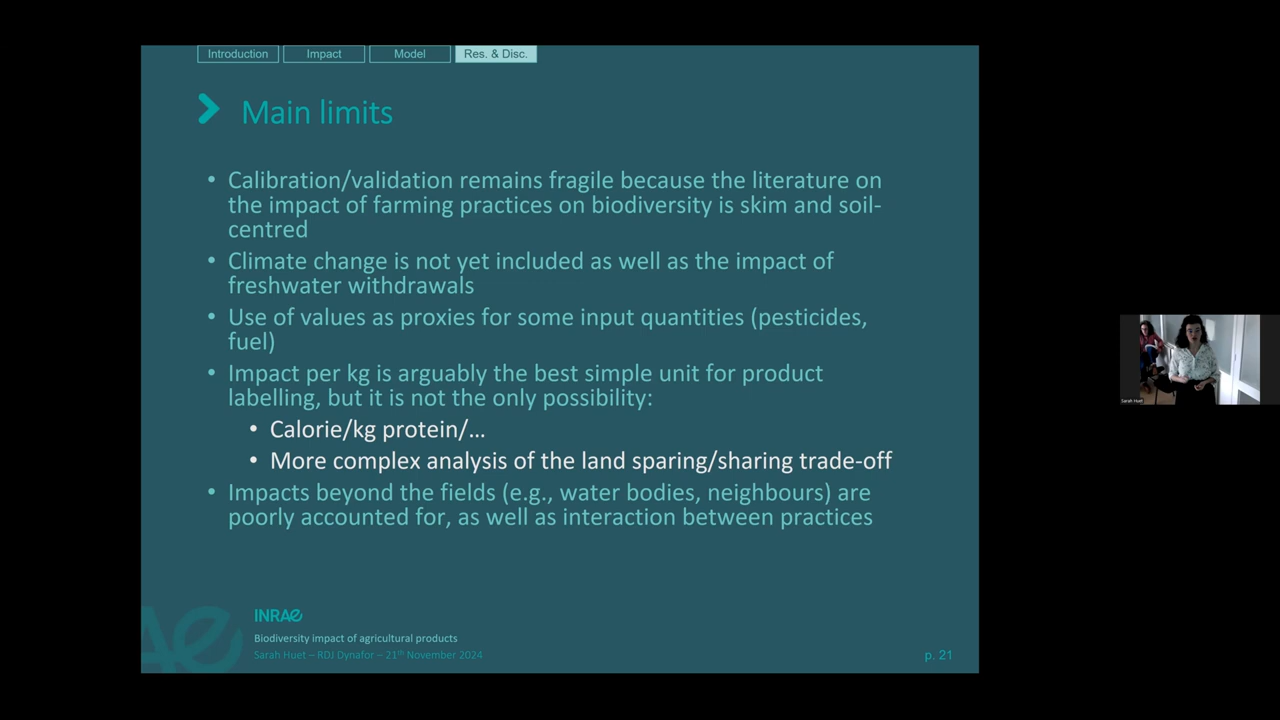 Introduction
Impact
Model
Res. & Disc.
Main limits
• Calibration/validation remains fragile because the literature on
the impact of farming practices on biodiversity is skim and soil-
centred
• Climate change is not yet included as well as the impact of
freshwater withdrawals
• Use of values as proxies for some input quantities (pesticides,
fuel)
• Impact per kg is arguably the best simple unit for product
labelling, but it is not the only possibility:
• Calorie/kg protein/...
• More complex analysis of the land sparing/sharing trade-off
• Impacts beyond the fields (e.g., water bodies, neighbours) are
poorly accounted for, as well as interaction between practices
INRAE
Biodiversity impact of agricultural products
Sarah Huet – RDJ Dynafor – 21th November 2024
p. 21
Sarah Huet